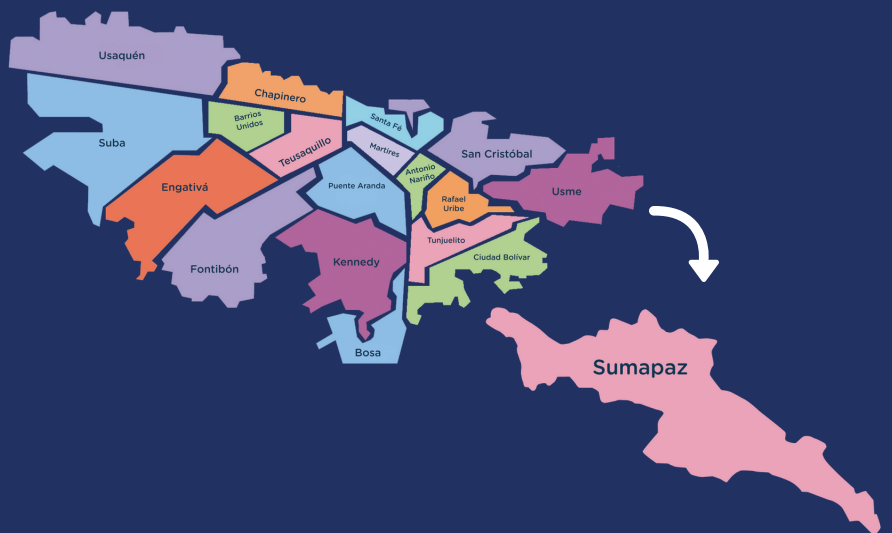 Usaquén
Chapinero
Suba
Barrios
Unidos
Santa Fé
Teusaquillo
Martires
San Cristóbal
Antonio
Nariño
Engativá
Puente Aranda
Usme
Rafael
Uribe
Tunjuelito
Fontibón
Kennedy
Ciudad Bolívar
Bosa
Sumapaz